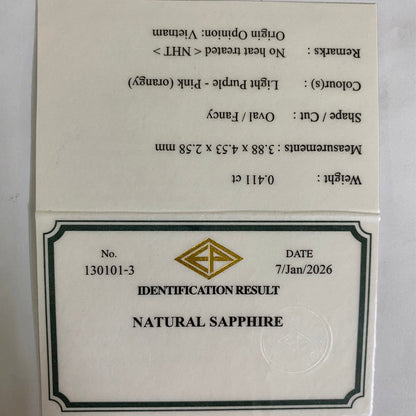 Weight : 0.411 ct
Measurements : 3.88 x 4.53 x 2.58 mm
Shape / Cut : Oval / Fancy
Colour(s) : Light Purple - Pink (orangy)
Remarks : No heat treated < NHT >
Origin Opinion: Vietnam
No. DATE
130101-3 7/Jan/2026
IDENTIFICATION RESULT
NATURAL SAPPHIRE